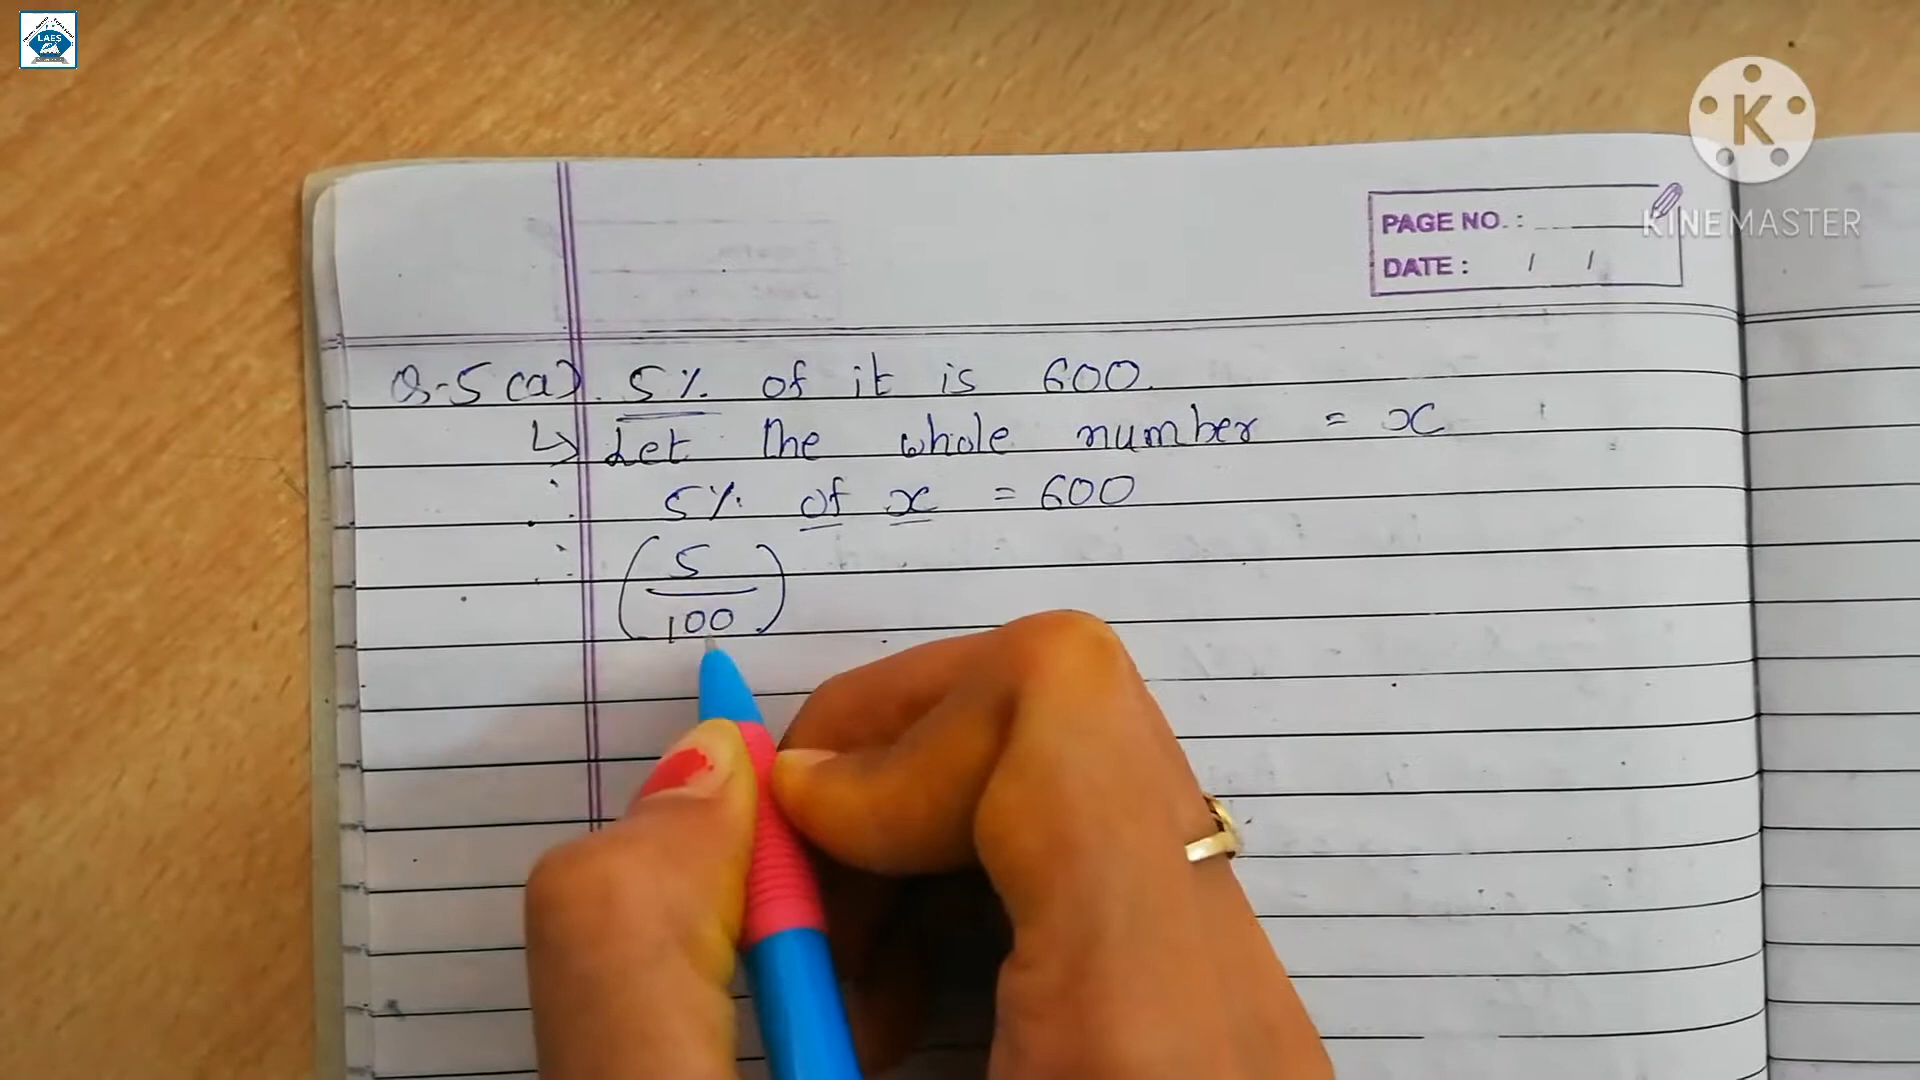 LAES
K
KINEMASTER
PAGE NO. :
DATE : / /
Q-5(a). 5% of it is 600.
↳ Let the whole number = x
5% of x = 600
(5/100)